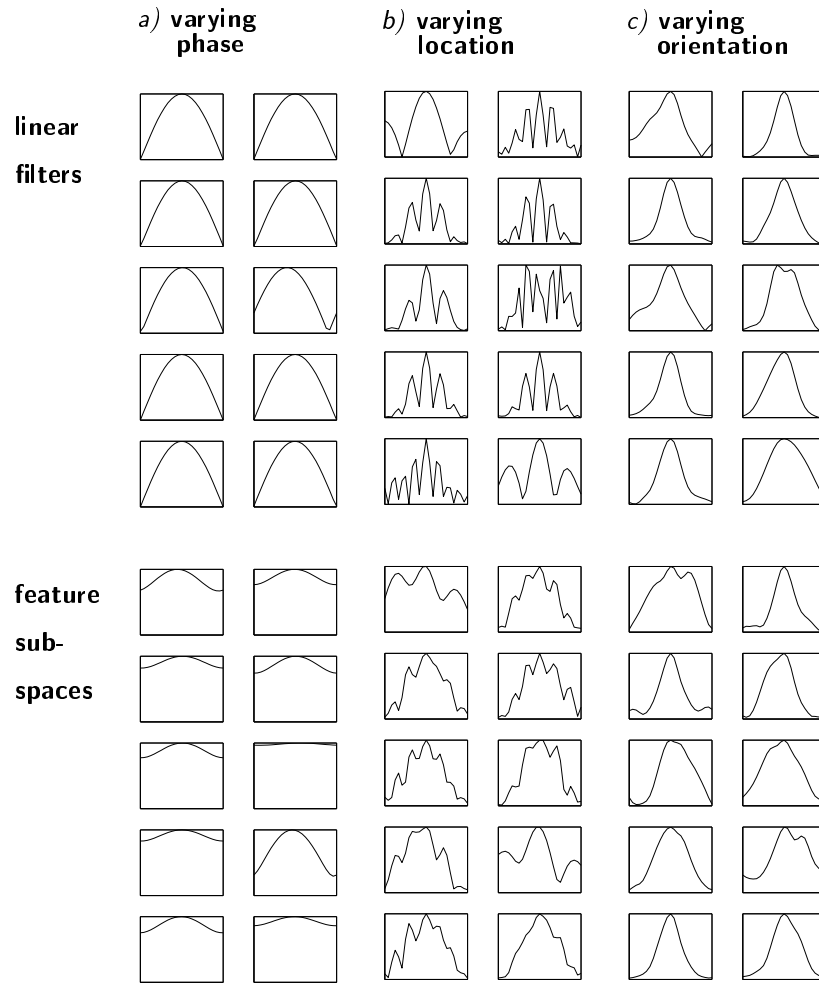 a) varying
phase
b) varying
location
c) varying
orientation
linear
filters
feature
sub-
spaces